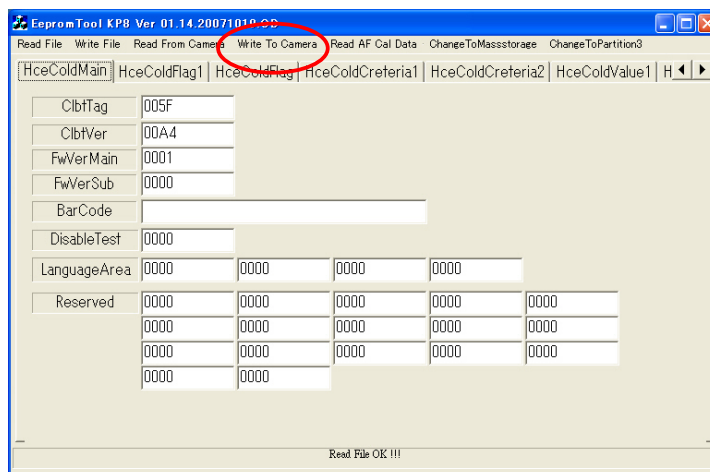 EepromTool KP8 Ver 01.14.20071018.00
Read File Write File Read From Camera Write To Camera Read AF Cal Data ChangeToMassstorage ChangeToPartition3
HceColdMain HceColdFlag1 HceColdFlag HceColdCreteria1 HceColdCreteria2 HceColdValue1 H
ClbtTag 005F
ClbtVer 00A4
FwVerMain 0001
FwVerSub 0000
BarCode
DisableTest 0000
LanguageArea 0000 0000 0000 0000
Reserved 0000 0000 0000 0000 0000
0000 0000 0000 0000 0000
0000 0000 0000 0000 0000
0000 0000
Read File OK !!!